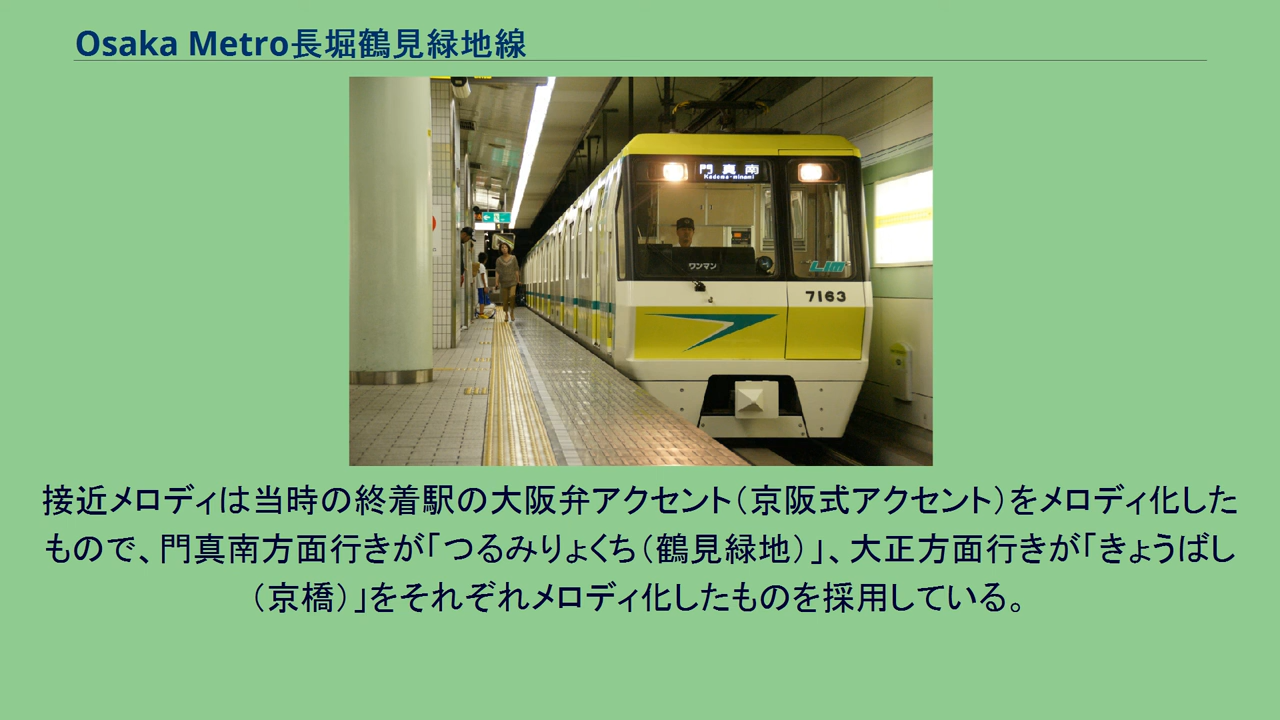 Osaka Metro長堀鶴見緑地線
門真南
Kadoma-minami
ワンマン
LIM
7163
接近メロディは当時の終着駅の大阪弁アクセント（京阪式アクセント）をメロディ化した
もので、門真南方面行きが「つるみりょくち（鶴見緑地）」、大正方面行きが「きょうばし
（京橋）」をそれぞれメロディ化したものを採用している。